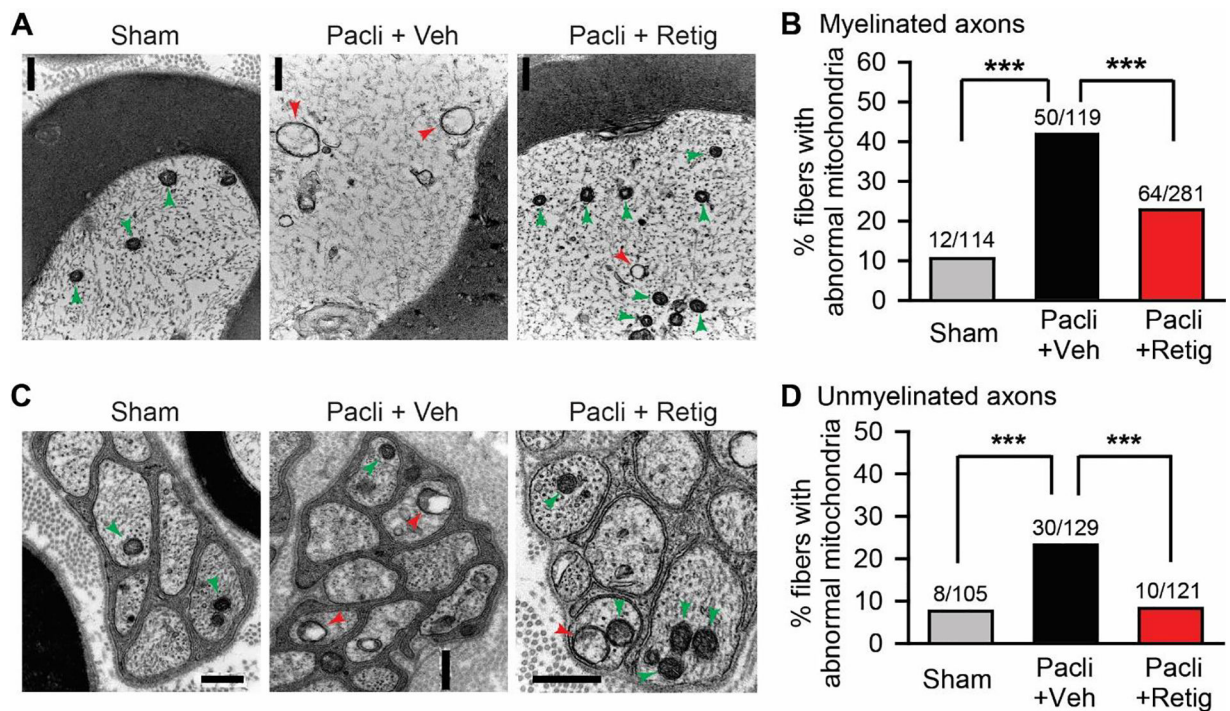 A
Sham
Pacli + Veh
Pacli + Retig
B Myelinated axons
% fibers with
abnormal mitochondria
60
50
40
30
20
10
0
***
***
12/114
50/119
64/281
Sham
Pacli
+Veh
Pacli
+Retig
C
Sham
Pacli + Veh
Pacli + Retig
D Unmyelinated axons
% fibers with
abnormal mitochondria
50
40
30
20
10
0
***
***
8/105
30/129
10/121
Sham
Pacli
+Veh
Pacli
+Retig